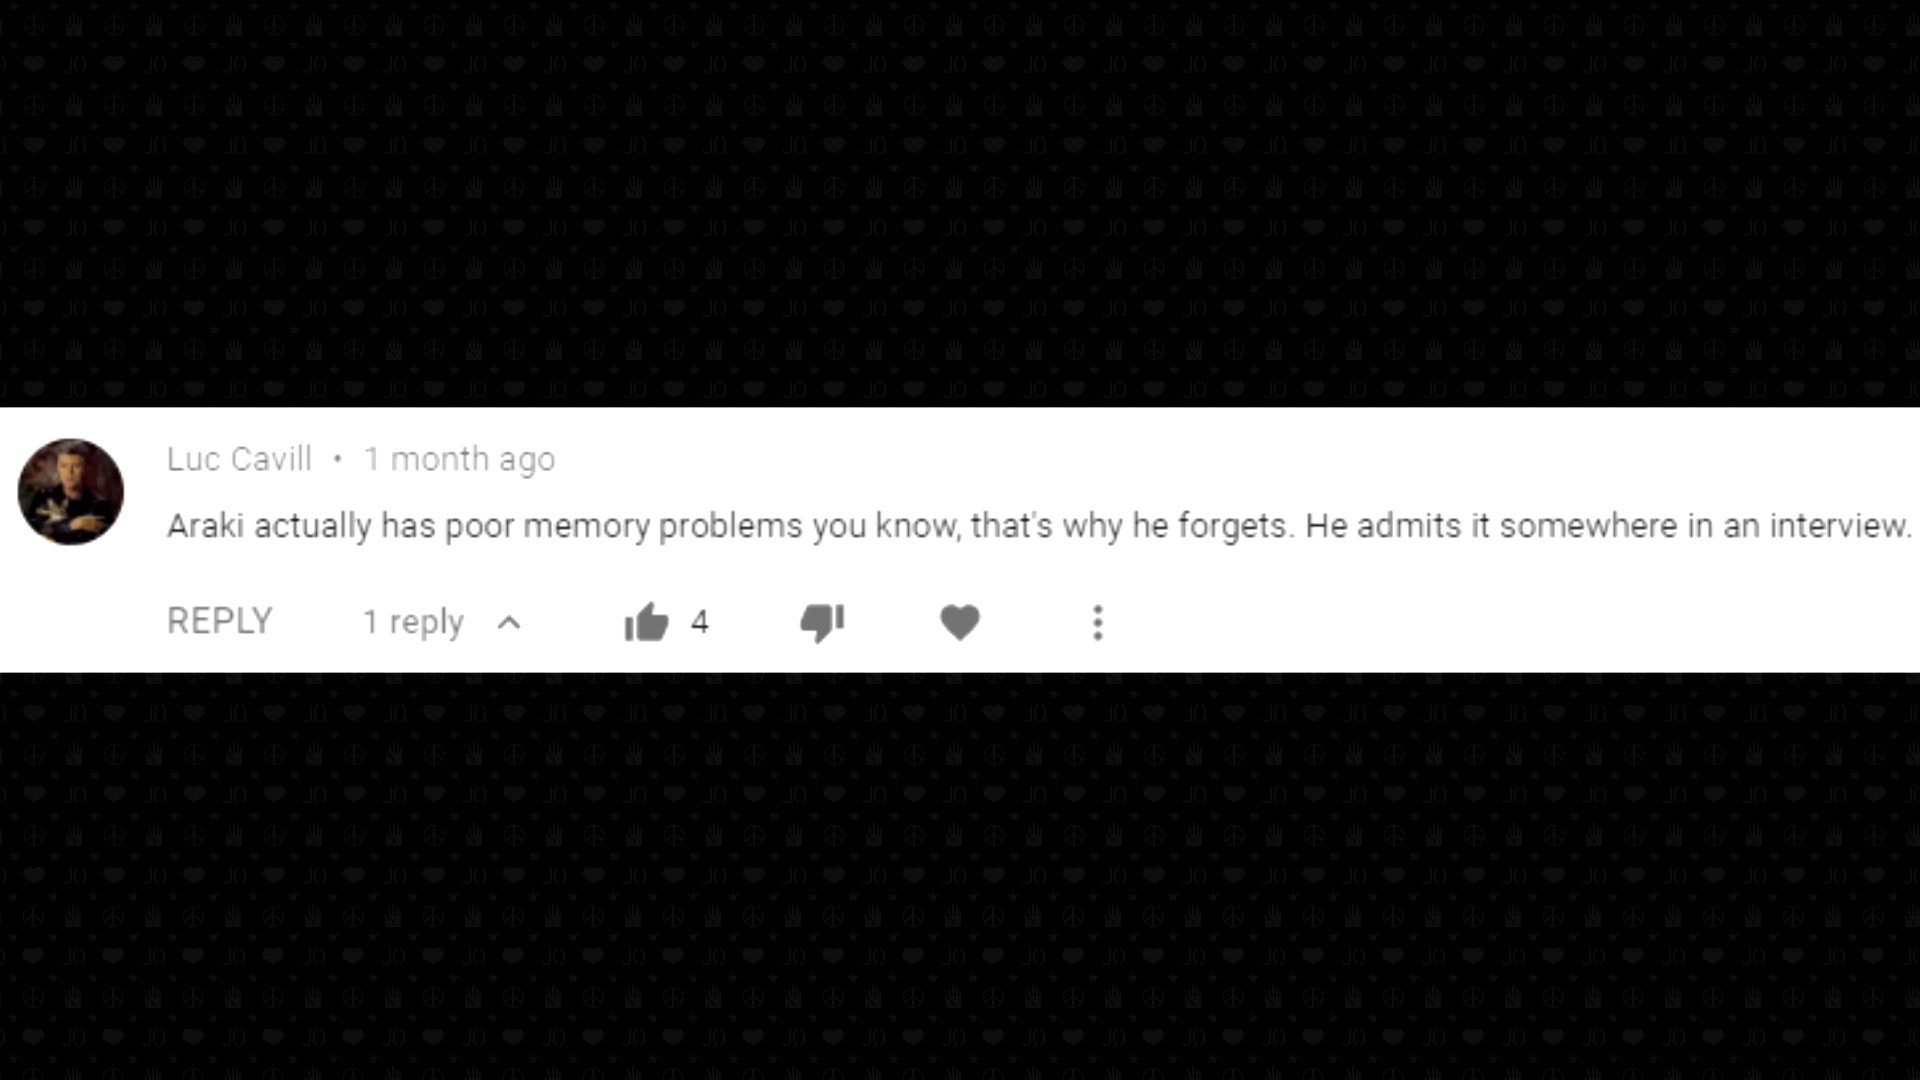 Luc Cavill • 1 month ago
Araki actually has poor memory problems you know, that's why he forgets. He admits it somewhere in an interview.
REPLY 1 reply 4